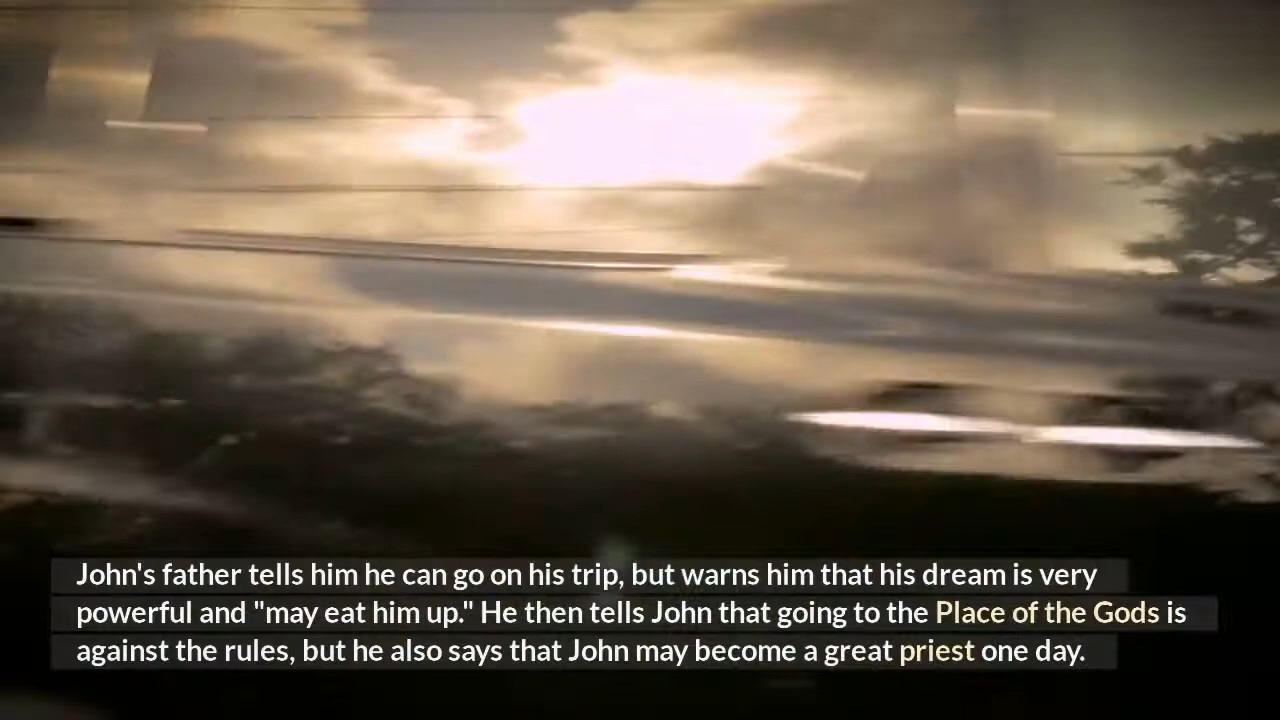 John's father tells him he can go on his trip, but warns him that his dream is very
powerful and "may eat him up." He then tells John that going to the Place of the Gods is
against the rules, but he also says that John may become a great priest one day.